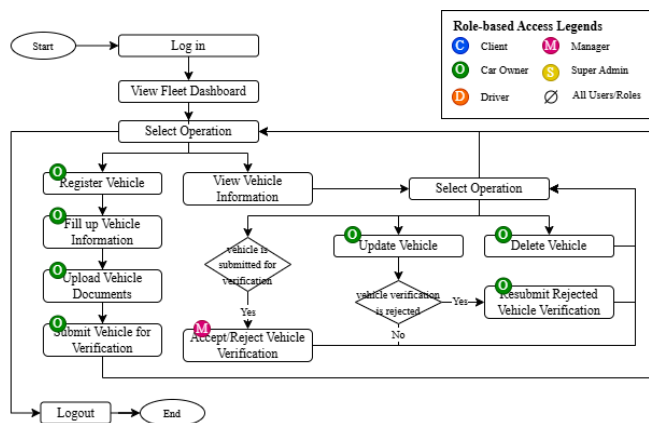 Role-based Access Legends
C Client
M Manager
O Car Owner
S Super Admin
D Driver
∅ All Users/Roles
Start
Log in
View Fleet Dashboard
Select Operation
O
Register Vehicle
View Vehicle
Information
Select Operation
O
Fill up Vehicle
Information
vehicle is
submitted for
verification
O
Update Vehicle
O
Delete Vehicle
O
Upload Vehicle
Documents
vehicle verification
is rejected
Yes
O
Resubmit Rejected
Vehicle Verification
Yes
No
O
Submit Vehicle for
Verification
M
Accept/Reject Vehicle
Verification
Logout
End